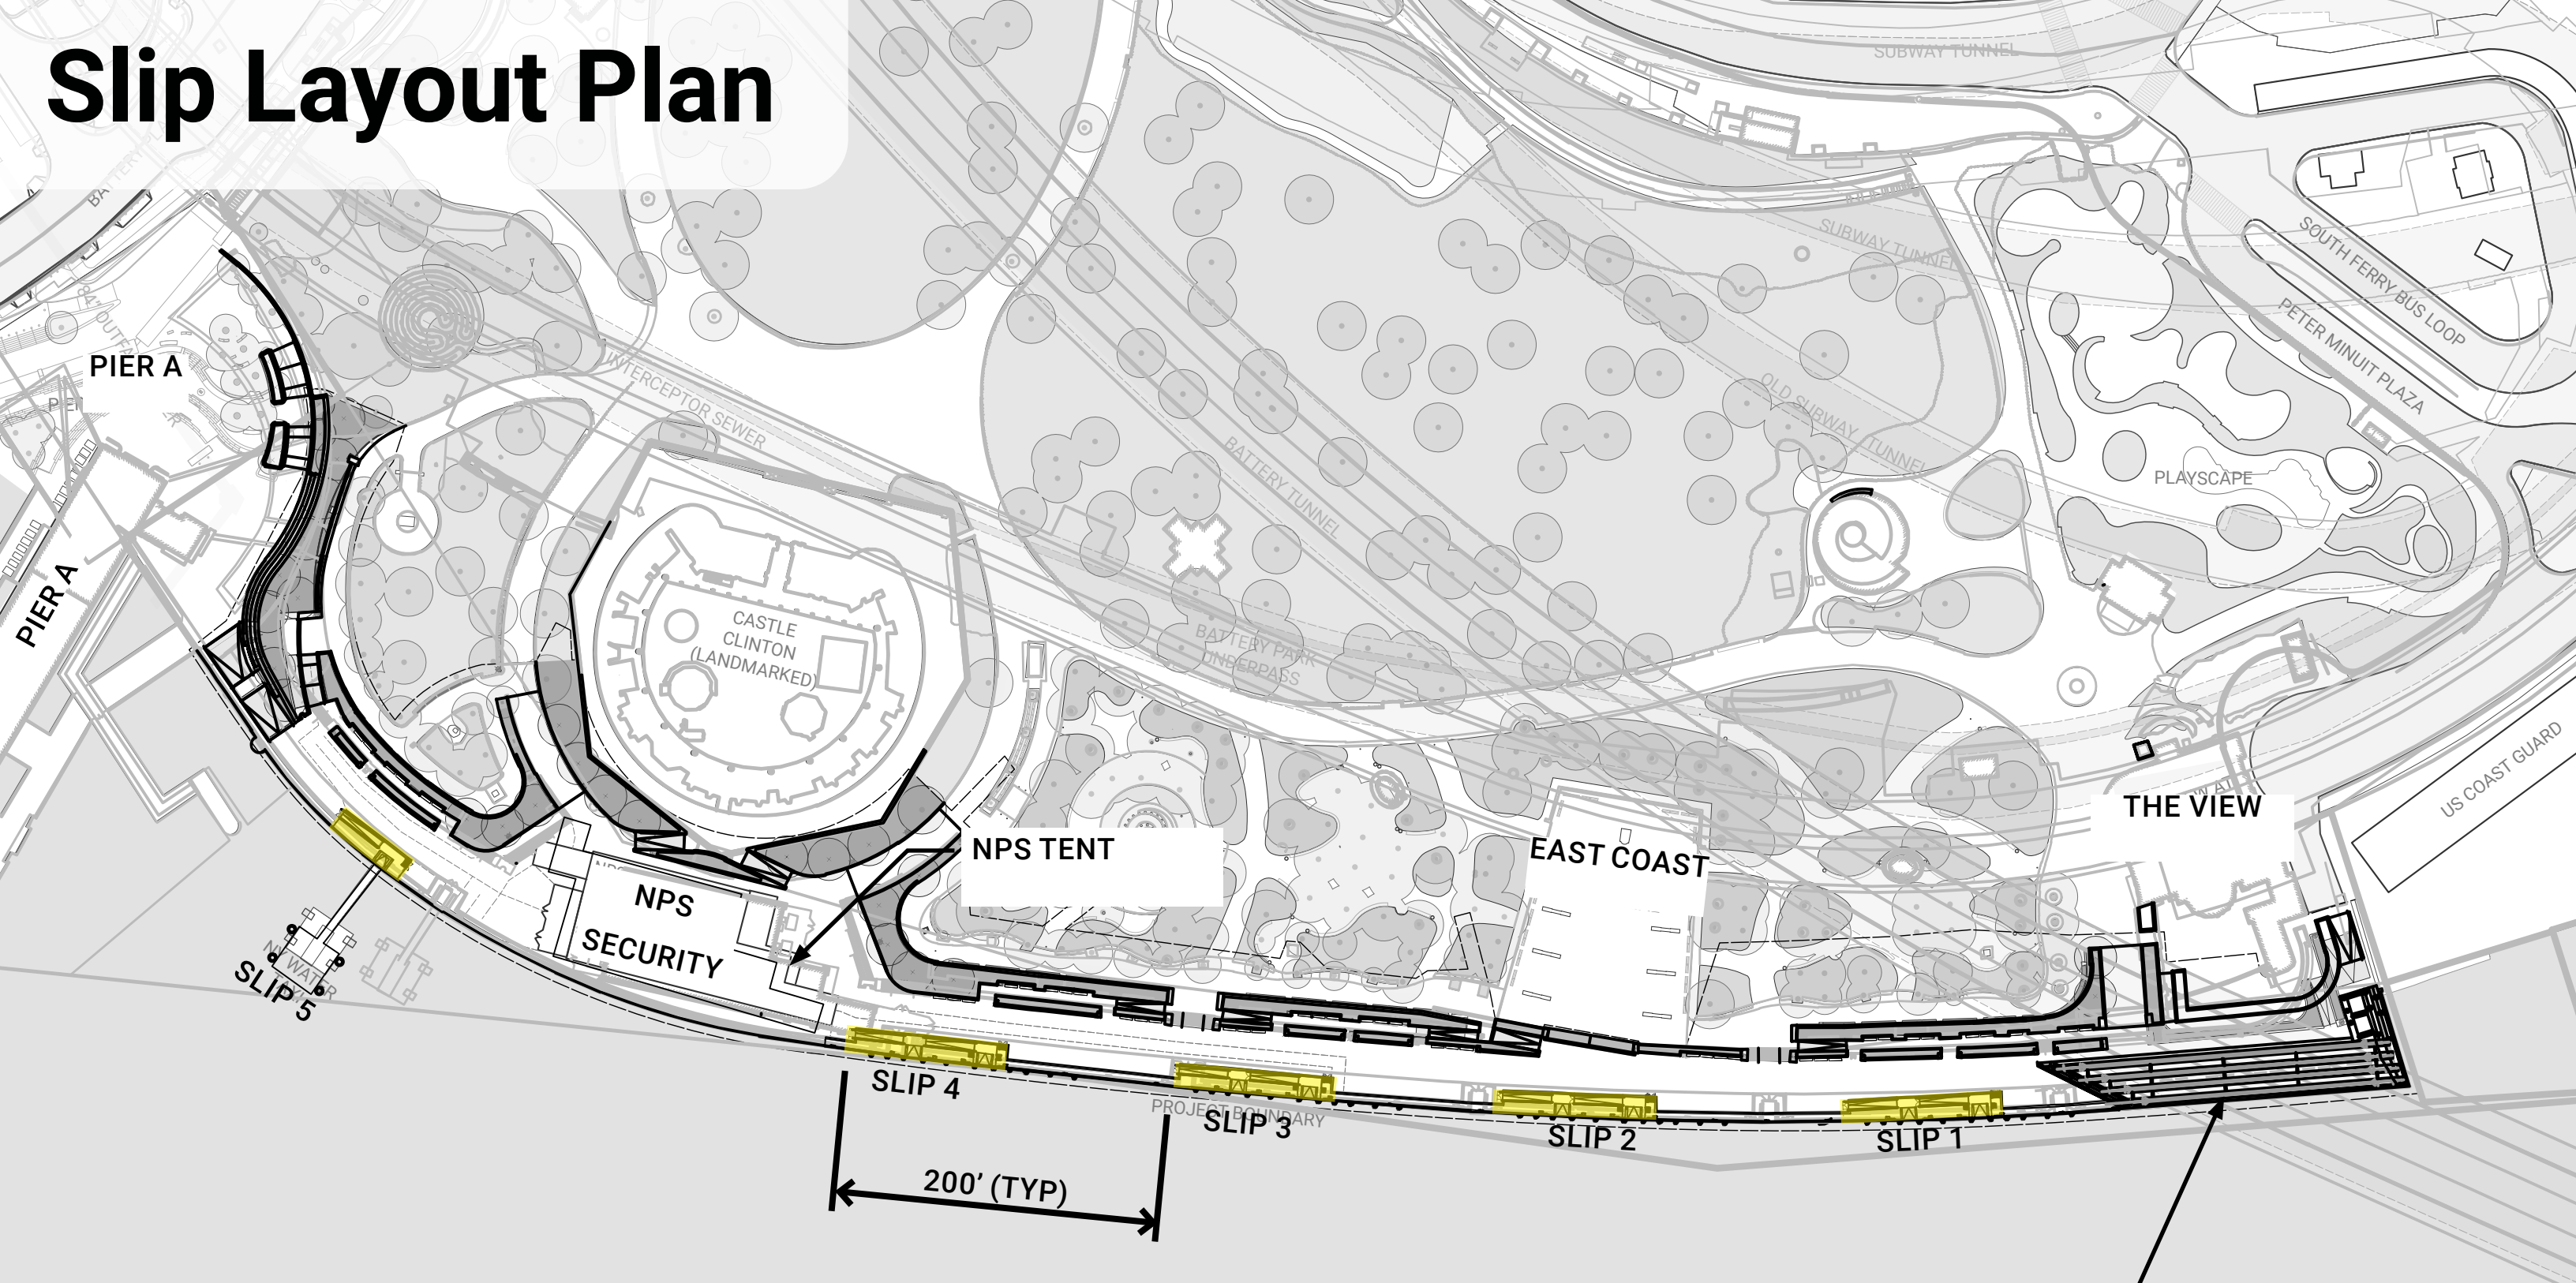 Slip Layout Plan
SUBWAY TUNNEL
SUBWAY TUNNEL
SOUTH FERRY BUS LOOP
PETER MINUIT PLAZA
PIER A
INTERCEPTOR SEWER
BATTERY TUNNEL
OLD SUBWAY TUNNEL
PLAYSCAPE
PIER A
CASTLE
CLINTON
(LANDMARKED)
BATTERY PARK
UNDERPASS
US COAST GUARD
THE VIEW
NPS TENT
EAST COAST
NPS
SECURITY
NY WATER
SLIP 5
SLIP 4
PROJECT BOUNDARY
SLIP 3
SLIP 2
SLIP 1
200’ (TYP)